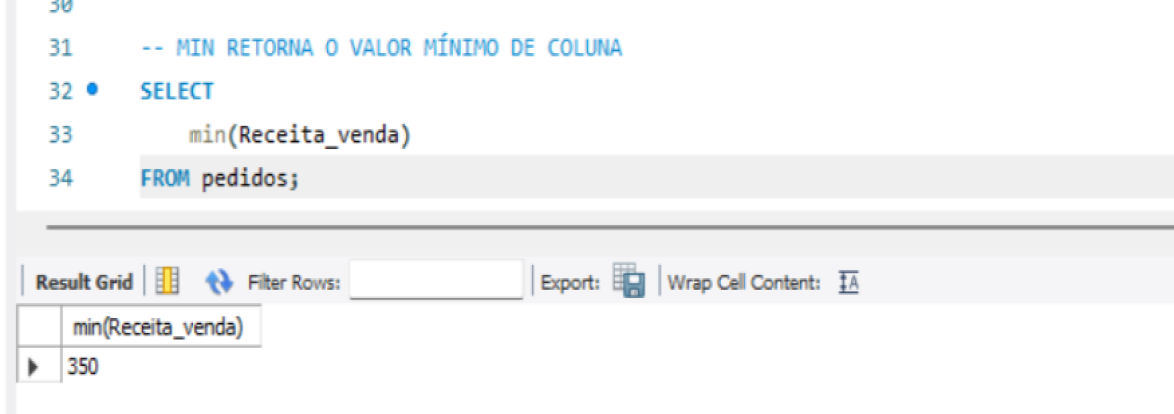 30
31 -- MIN RETORNA O VALOR MÍNIMO DE COLUNA
32 SELECT
33 min(Receita_venda)
34 FROM pedidos;
Result Grid Filter Rows: Export: Wrap Cell Content: IA
min(Receita_venda)
350